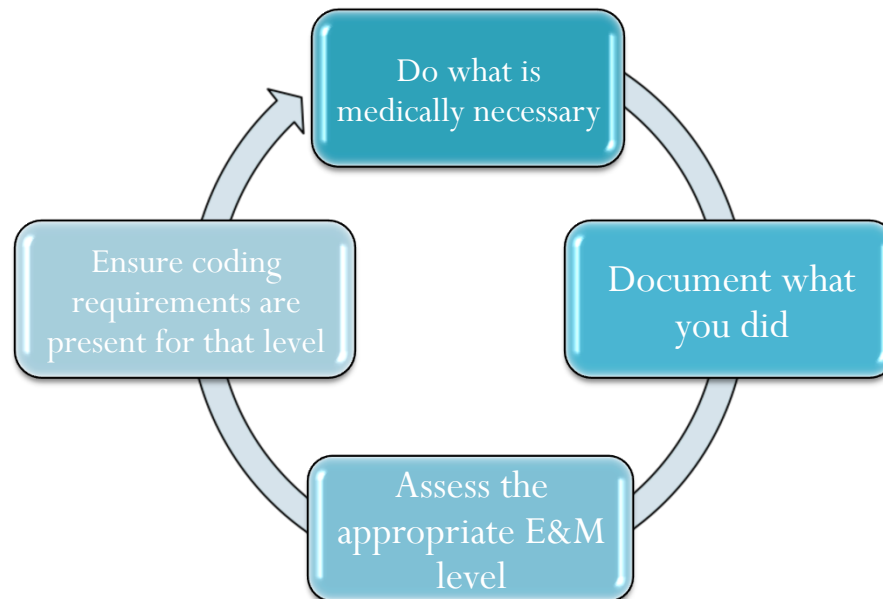 Do what is
medically necessary
Document what
you did
Assess the
appropriate E&M
level
Ensure coding
requirements are
present for that level